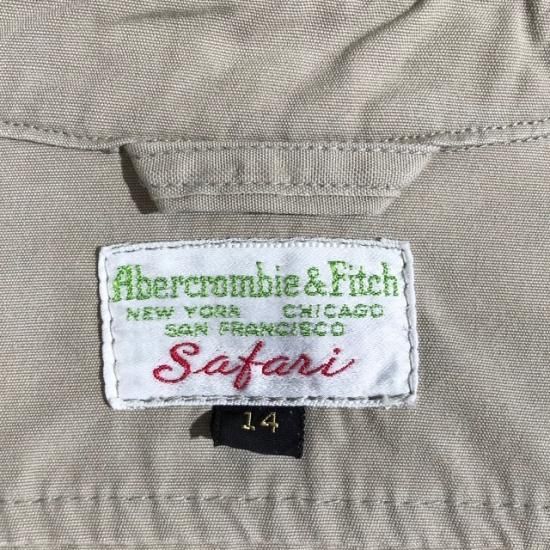 Abercrombie & Fitch
NEW YORK CHICAGO
SAN FRANCISCO
Safari
14